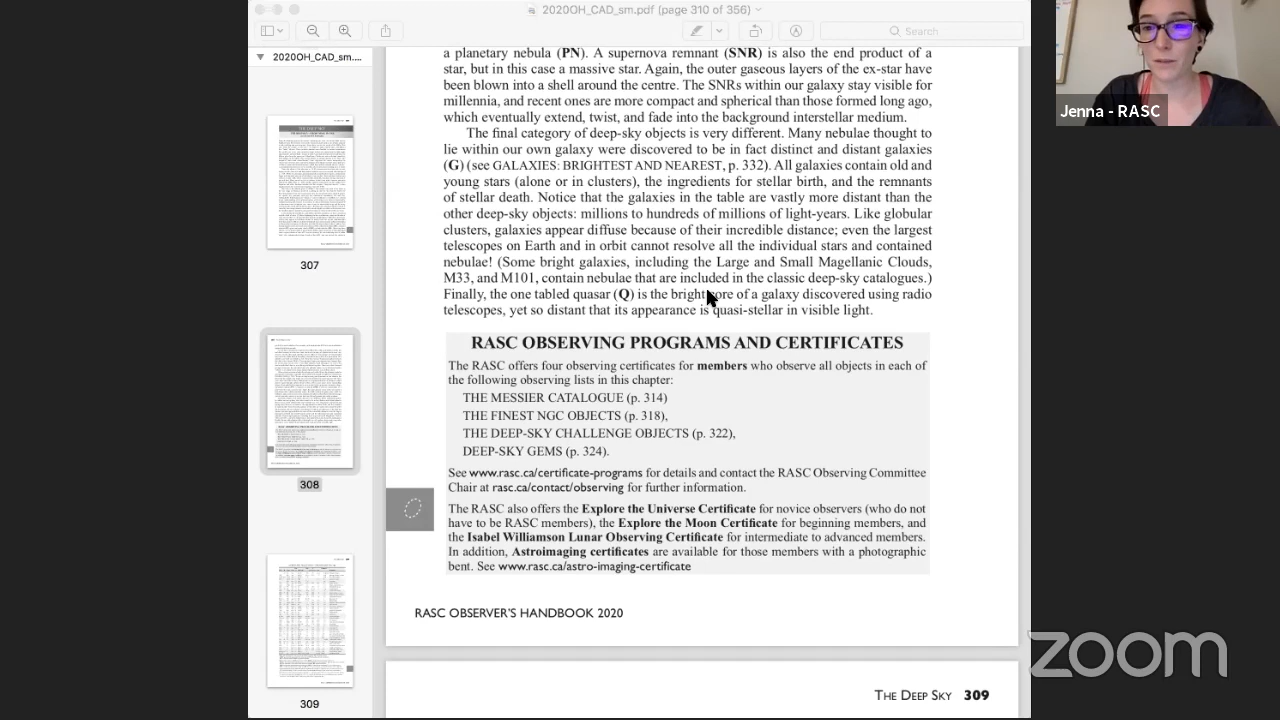 2020OH_CAD_sm.pdf (page 310 of 356)
Search
2020OH_CAD_sm....
307
308
309
a planetary nebula (PN). A supernova remnant (SNR) is also the end product of a
star, but in this case a massive star. Again, the outer gaseous layers of the ex-star have
been blown into a shell around the centre. The SNRs within our galaxy stay visible for
millennia, and recent ones are more compact and spherical than those formed long ago,
which eventually extend, twist, and fade into the background interstellar medium.
The final category of deep-sky objects is very different. Many nebulae thought to
lie within our own galaxy were discovered to be in fact distinct and distant galaxies
(G) (see GALAXIES: BRIGHTEST AND NEAREST, p. 332). All galaxies contain old and
young stars (alone or in clusters), the ingredients of stellar birth, and the remnants
of stellar death. Notice that the galaxies in the table are vastly more distant than the
other deep-sky objects: millions to hundreds of millions of light-years. Like globular
clusters, galaxies are diffuse because of their incredible distance; even the largest
telescopes on Earth and in orbit cannot resolve all the individual stars and contained
nebulae! (Some bright galaxies, including the Large and Small Magellanic Clouds,
M33, and M101, contain nebulae that are included in the classic deep-sky catalogues.)
Finally, the one tabled quasar (Q) is the bright core of a galaxy discovered using radio
telescopes, yet so distant that its appearance is quasi-stellar in visible light.
RASC OBSERVING PROGRAMS AND CERTIFICATES
The RASC offers four observing certificates for members who observe all objects in each of
the following observing lists in this chapter:
THE MESSIER CATALOGUE (p. 314)
THE FINEST NGC OBJECTS (p. 318)
THE DEEP-SKY CHALLENGE OBJECTS (p. 322)
DEEP-SKY GEMS (p. 324).
See www.rasc.ca/certificate-programs for details and contact the RASC Observing Committee
Chair at rasc.ca/contact/observing for further information.
The RASC also offers the Explore the Universe Certificate for novice observers (who do not
have to be RASC members), the Explore the Moon Certificate for beginning members, and
the Isabel Williamson Lunar Observing Certificate for intermediate to advanced members.
In addition, Astroimaging certificates are available for those members with a photographic
bent. See www.rasc.ca/astro-imaging-certificate
RASC OBSERVER'S HANDBOOK 2020
THE DEEP SKY 309
Jenna - RASC
zoom